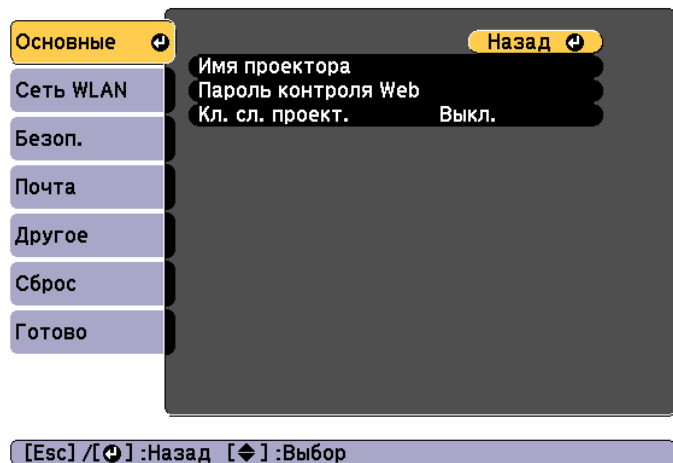 Основные
Сеть WLAN
Безоп.
Почта
Другое
Сброс
Готово
Назад
Имя проектора
Пароль контроля Web
Кл. сл. проект. Выкл.
[Esc] /[ ] :Назад [ ] :Выбор